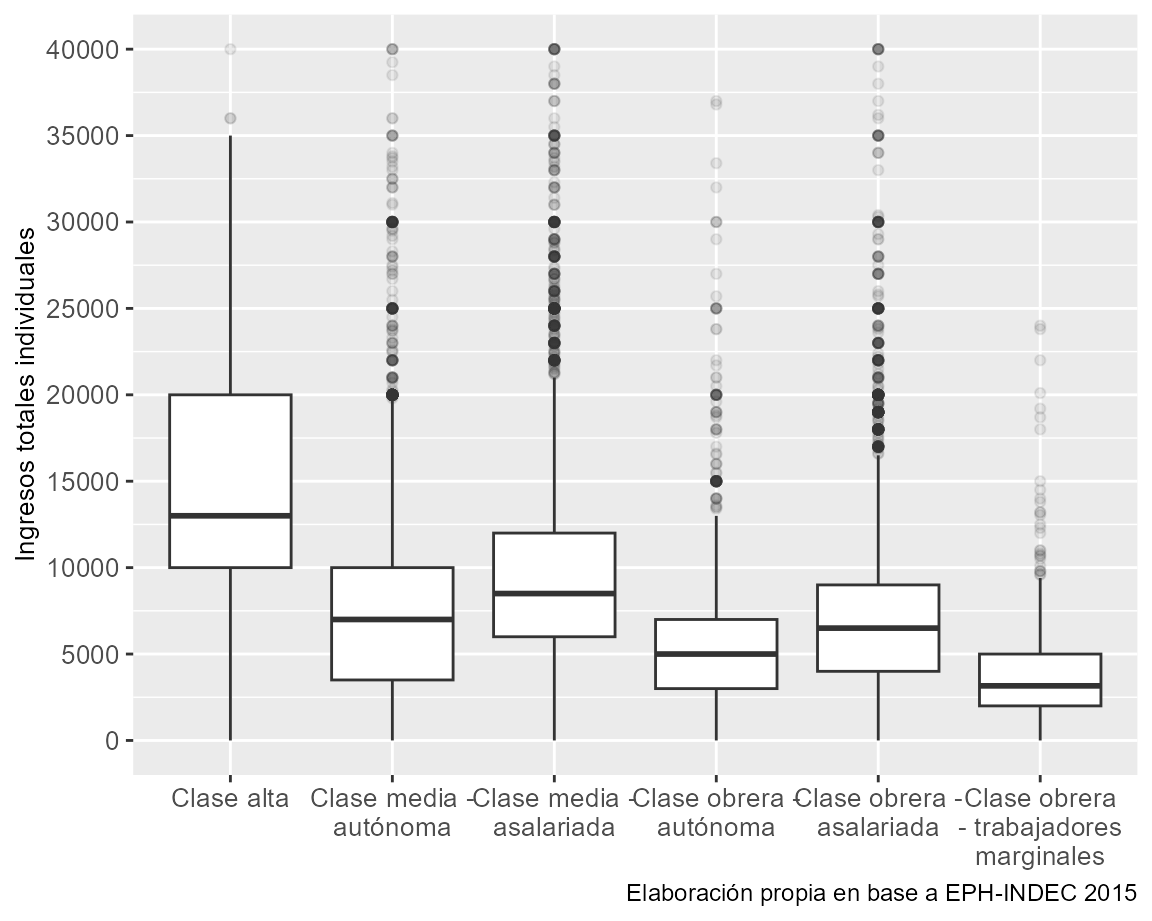 Ingresos totales individuales
40000
35000
30000
25000
20000
15000
10000
5000
0
Clase alta
Clase media -
autónoma
Clase media -
asalariada
Clase obrera -
autónoma
Clase obrera -
asalariada
Clase obrera
- trabajadores
marginales
Elaboración propia en base a EPH-INDEC 2015